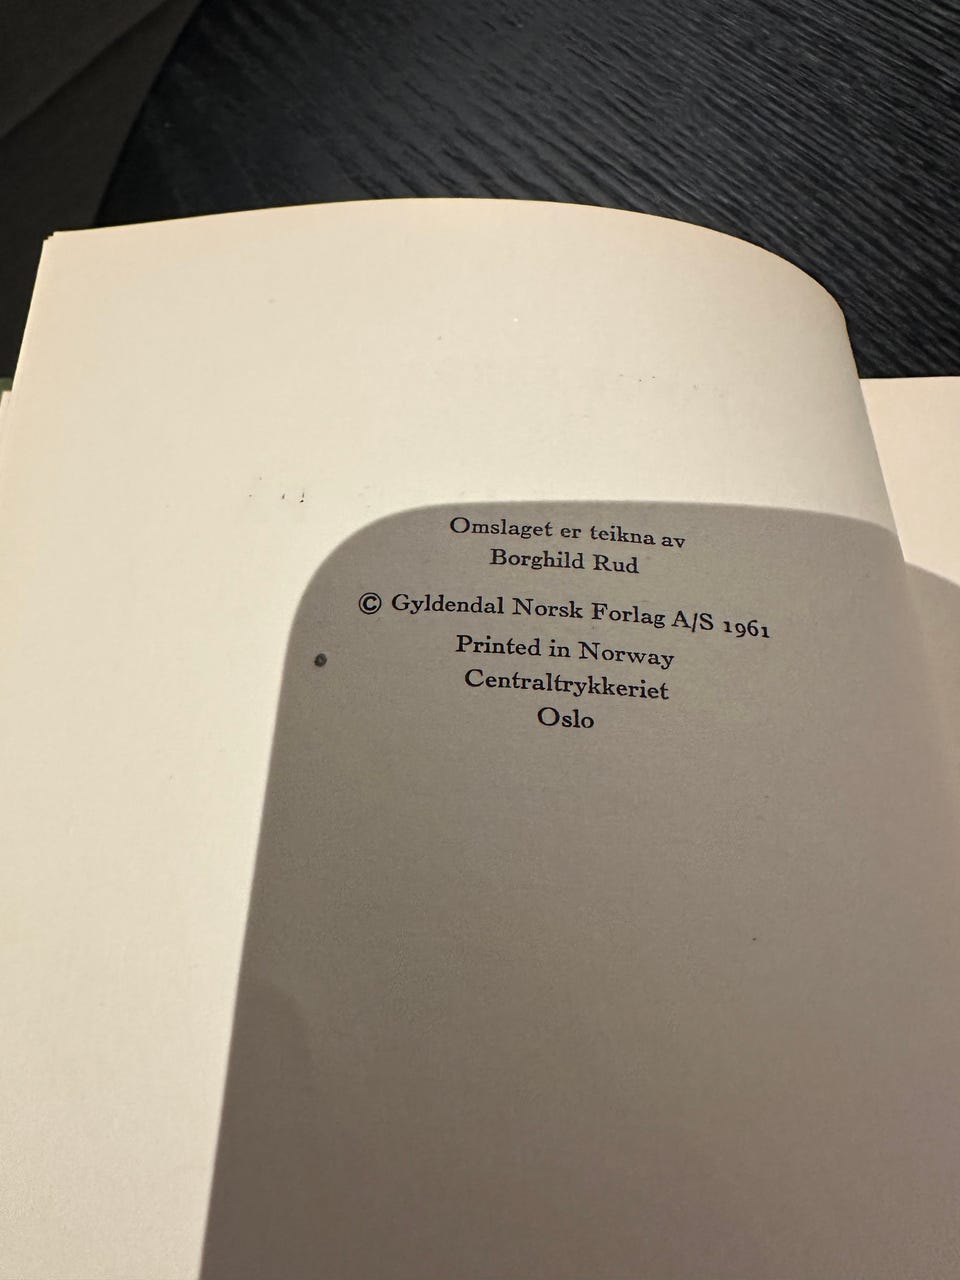 Omslaget er teikna av
Borghild Rud
© Gyldendal Norsk Forlag A/S 1961
Printed in Norway
Centraltrykkeriet
Oslo